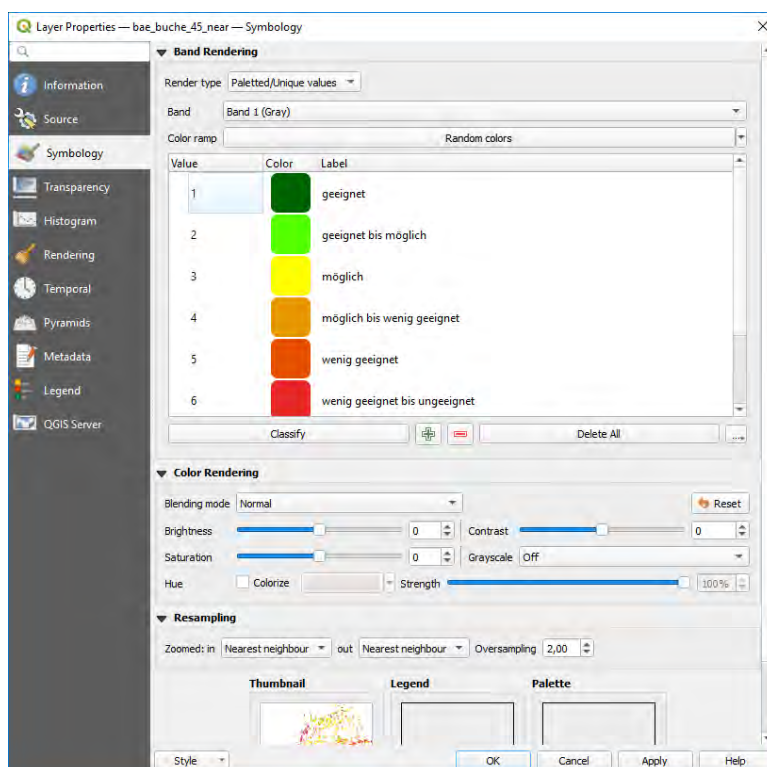 Layer Properties — bae_buche_45_near — Symbology
Information
Source
Symbology
Transparency
Histogram
Rendering
Temporal
Pyramids
Metadata
Legend
QGIS Server
Band Rendering
Render type Paletted/Unique values
Band Band 1 (Gray)
Color ramp Random colors
Value Color Label
1 geeignet
2 geeignet bis möglich
3 möglich
4 möglich bis wenig geeignet
5 wenig geeignet
6 wenig geeignet bis ungeeignet
Classify Delete All ...
Color Rendering
Blending mode Normal Reset
Brightness 0 Contrast 0
Saturation 0 Grayscale Off
Hue Colorize Strength 100%
Resampling
Zoomed: in Nearest neighbour out Nearest neighbour Oversampling 2,00
Thumbnail Legend Palette
Style OK Cancel Apply Help